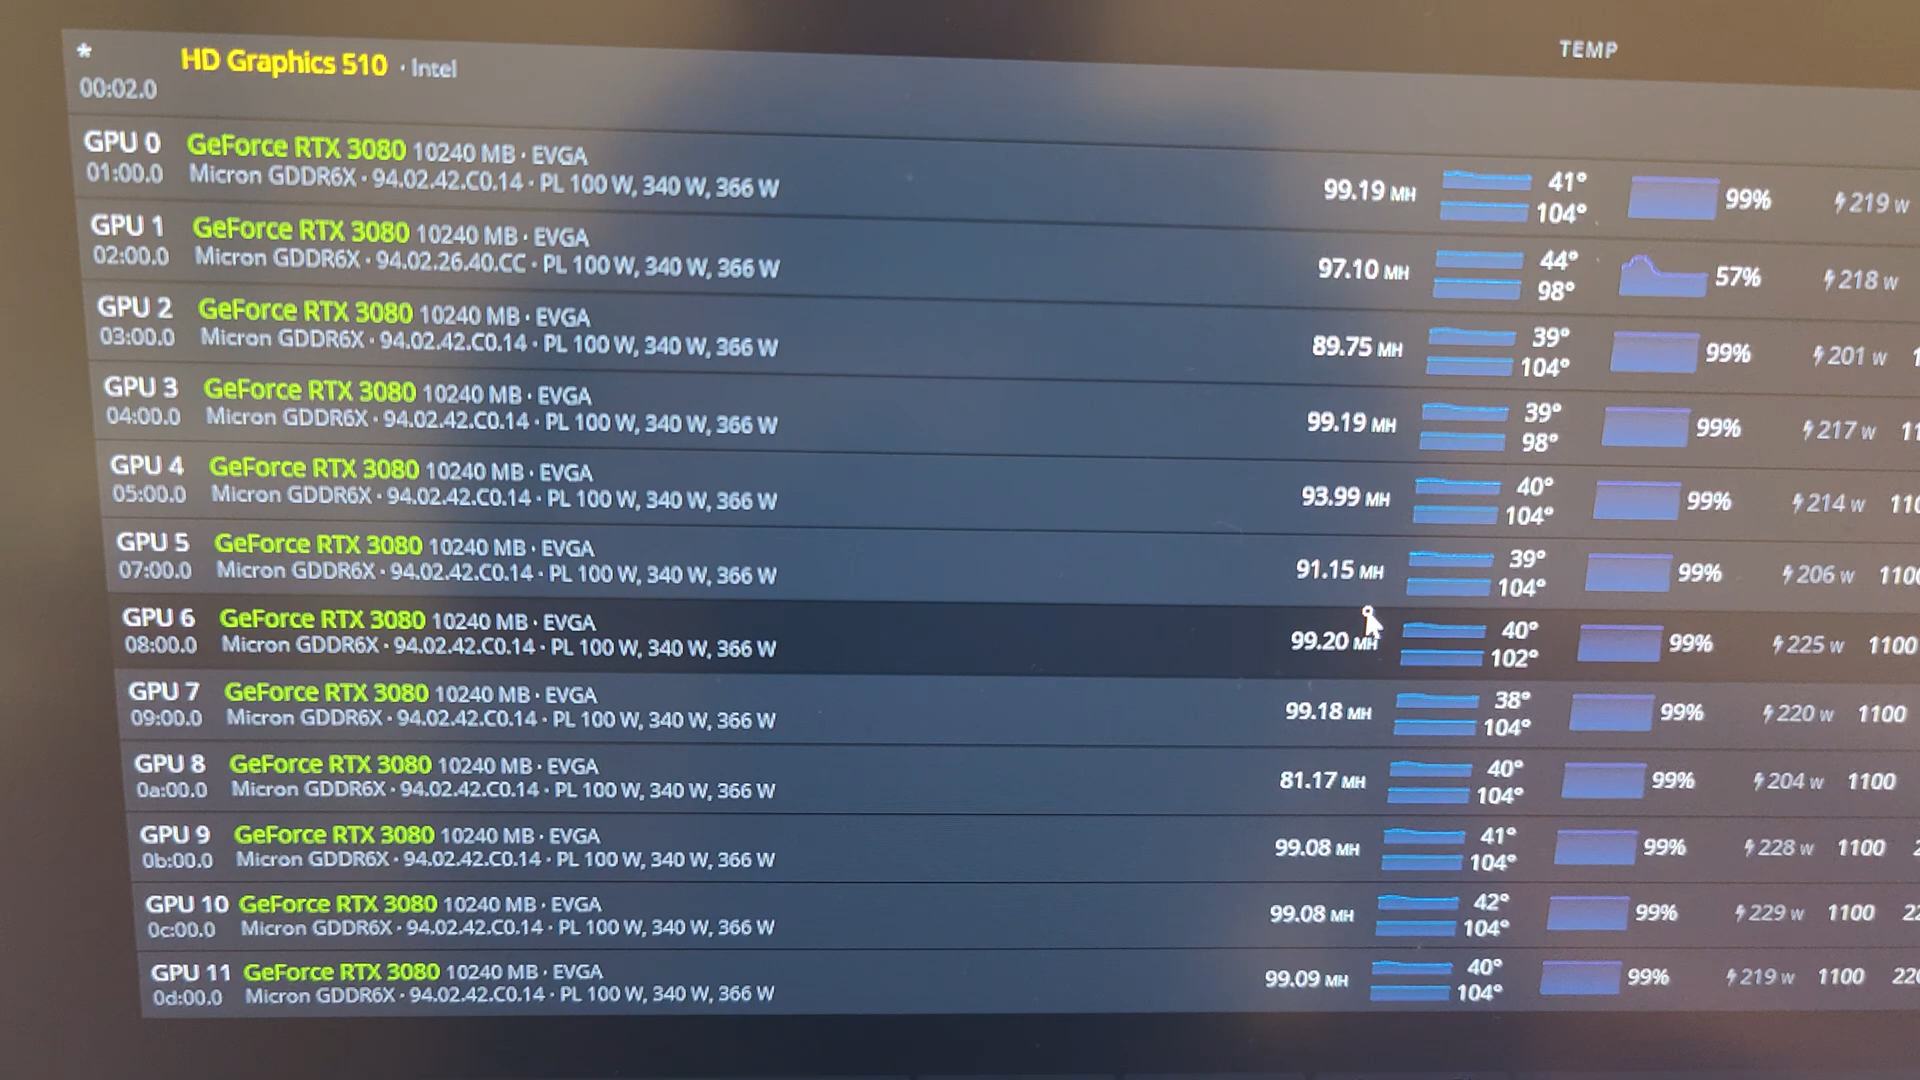 * HD Graphics 510 · Intel TEMP
00:02.0
GPU 0 GeForce RTX 3080 10240 MB · EVGA
01:00.0 Micron GDDR6X · 94.02.42.C0.14 · PL 100 W, 340 W, 366 W 99.19 MH 41° 104° 99% 219 W
GPU 1 GeForce RTX 3080 10240 MB · EVGA
02:00.0 Micron GDDR6X · 94.02.26.40.CC · PL 100 W, 340 W, 366 W 97.10 MH 44° 98° 57% 218 W
GPU 2 GeForce RTX 3080 10240 MB · EVGA
03:00.0 Micron GDDR6X · 94.02.42.C0.14 · PL 100 W, 340 W, 366 W 89.75 MH 39° 104° 99% 201 W
GPU 3 GeForce RTX 3080 10240 MB · EVGA
04:00.0 Micron GDDR6X · 94.02.42.C0.14 · PL 100 W, 340 W, 366 W 99.19 MH 39° 98° 99% 217 W
GPU 4 GeForce RTX 3080 10240 MB · EVGA
05:00.0 Micron GDDR6X · 94.02.42.C0.14 · PL 100 W, 340 W, 366 W 93.99 MH 40° 104° 99% 214 W
GPU 5 GeForce RTX 3080 10240 MB · EVGA
07:00.0 Micron GDDR6X · 94.02.42.C0.14 · PL 100 W, 340 W, 366 W 91.15 MH 39° 104° 99% 206 W 1100
GPU 6 GeForce RTX 3080 10240 MB · EVGA
08:00.0 Micron GDDR6X · 94.02.42.C0.14 · PL 100 W, 340 W, 366 W 99.20 MH 40° 102° 99% 225 W 1100
GPU 7 GeForce RTX 3080 10240 MB · EVGA
09:00.0 Micron GDDR6X · 94.02.42.C0.14 · PL 100 W, 340 W, 366 W 99.18 MH 38° 104° 99% 220 W 1100
GPU 8 GeForce RTX 3080 10240 MB · EVGA
0a:00.0 Micron GDDR6X · 94.02.42.C0.14 · PL 100 W, 340 W, 366 W 81.17 MH 40° 104° 99% 204 W 1100
GPU 9 GeForce RTX 3080 10240 MB · EVGA
0b:00.0 Micron GDDR6X · 94.02.42.C0.14 · PL 100 W, 340 W, 366 W 99.08 MH 41° 104° 99% 228 W 1100
GPU 10 GeForce RTX 3080 10240 MB · EVGA
0c:00.0 Micron GDDR6X · 94.02.42.C0.14 · PL 100 W, 340 W, 366 W 99.08 MH 42° 104° 99% 229 W 1100
GPU 11 GeForce RTX 3080 10240 MB · EVGA
0d:00.0 Micron GDDR6X · 94.02.42.C0.14 · PL 100 W, 340 W, 366 W 99.09 MH 40° 104° 99% 219 W 1100